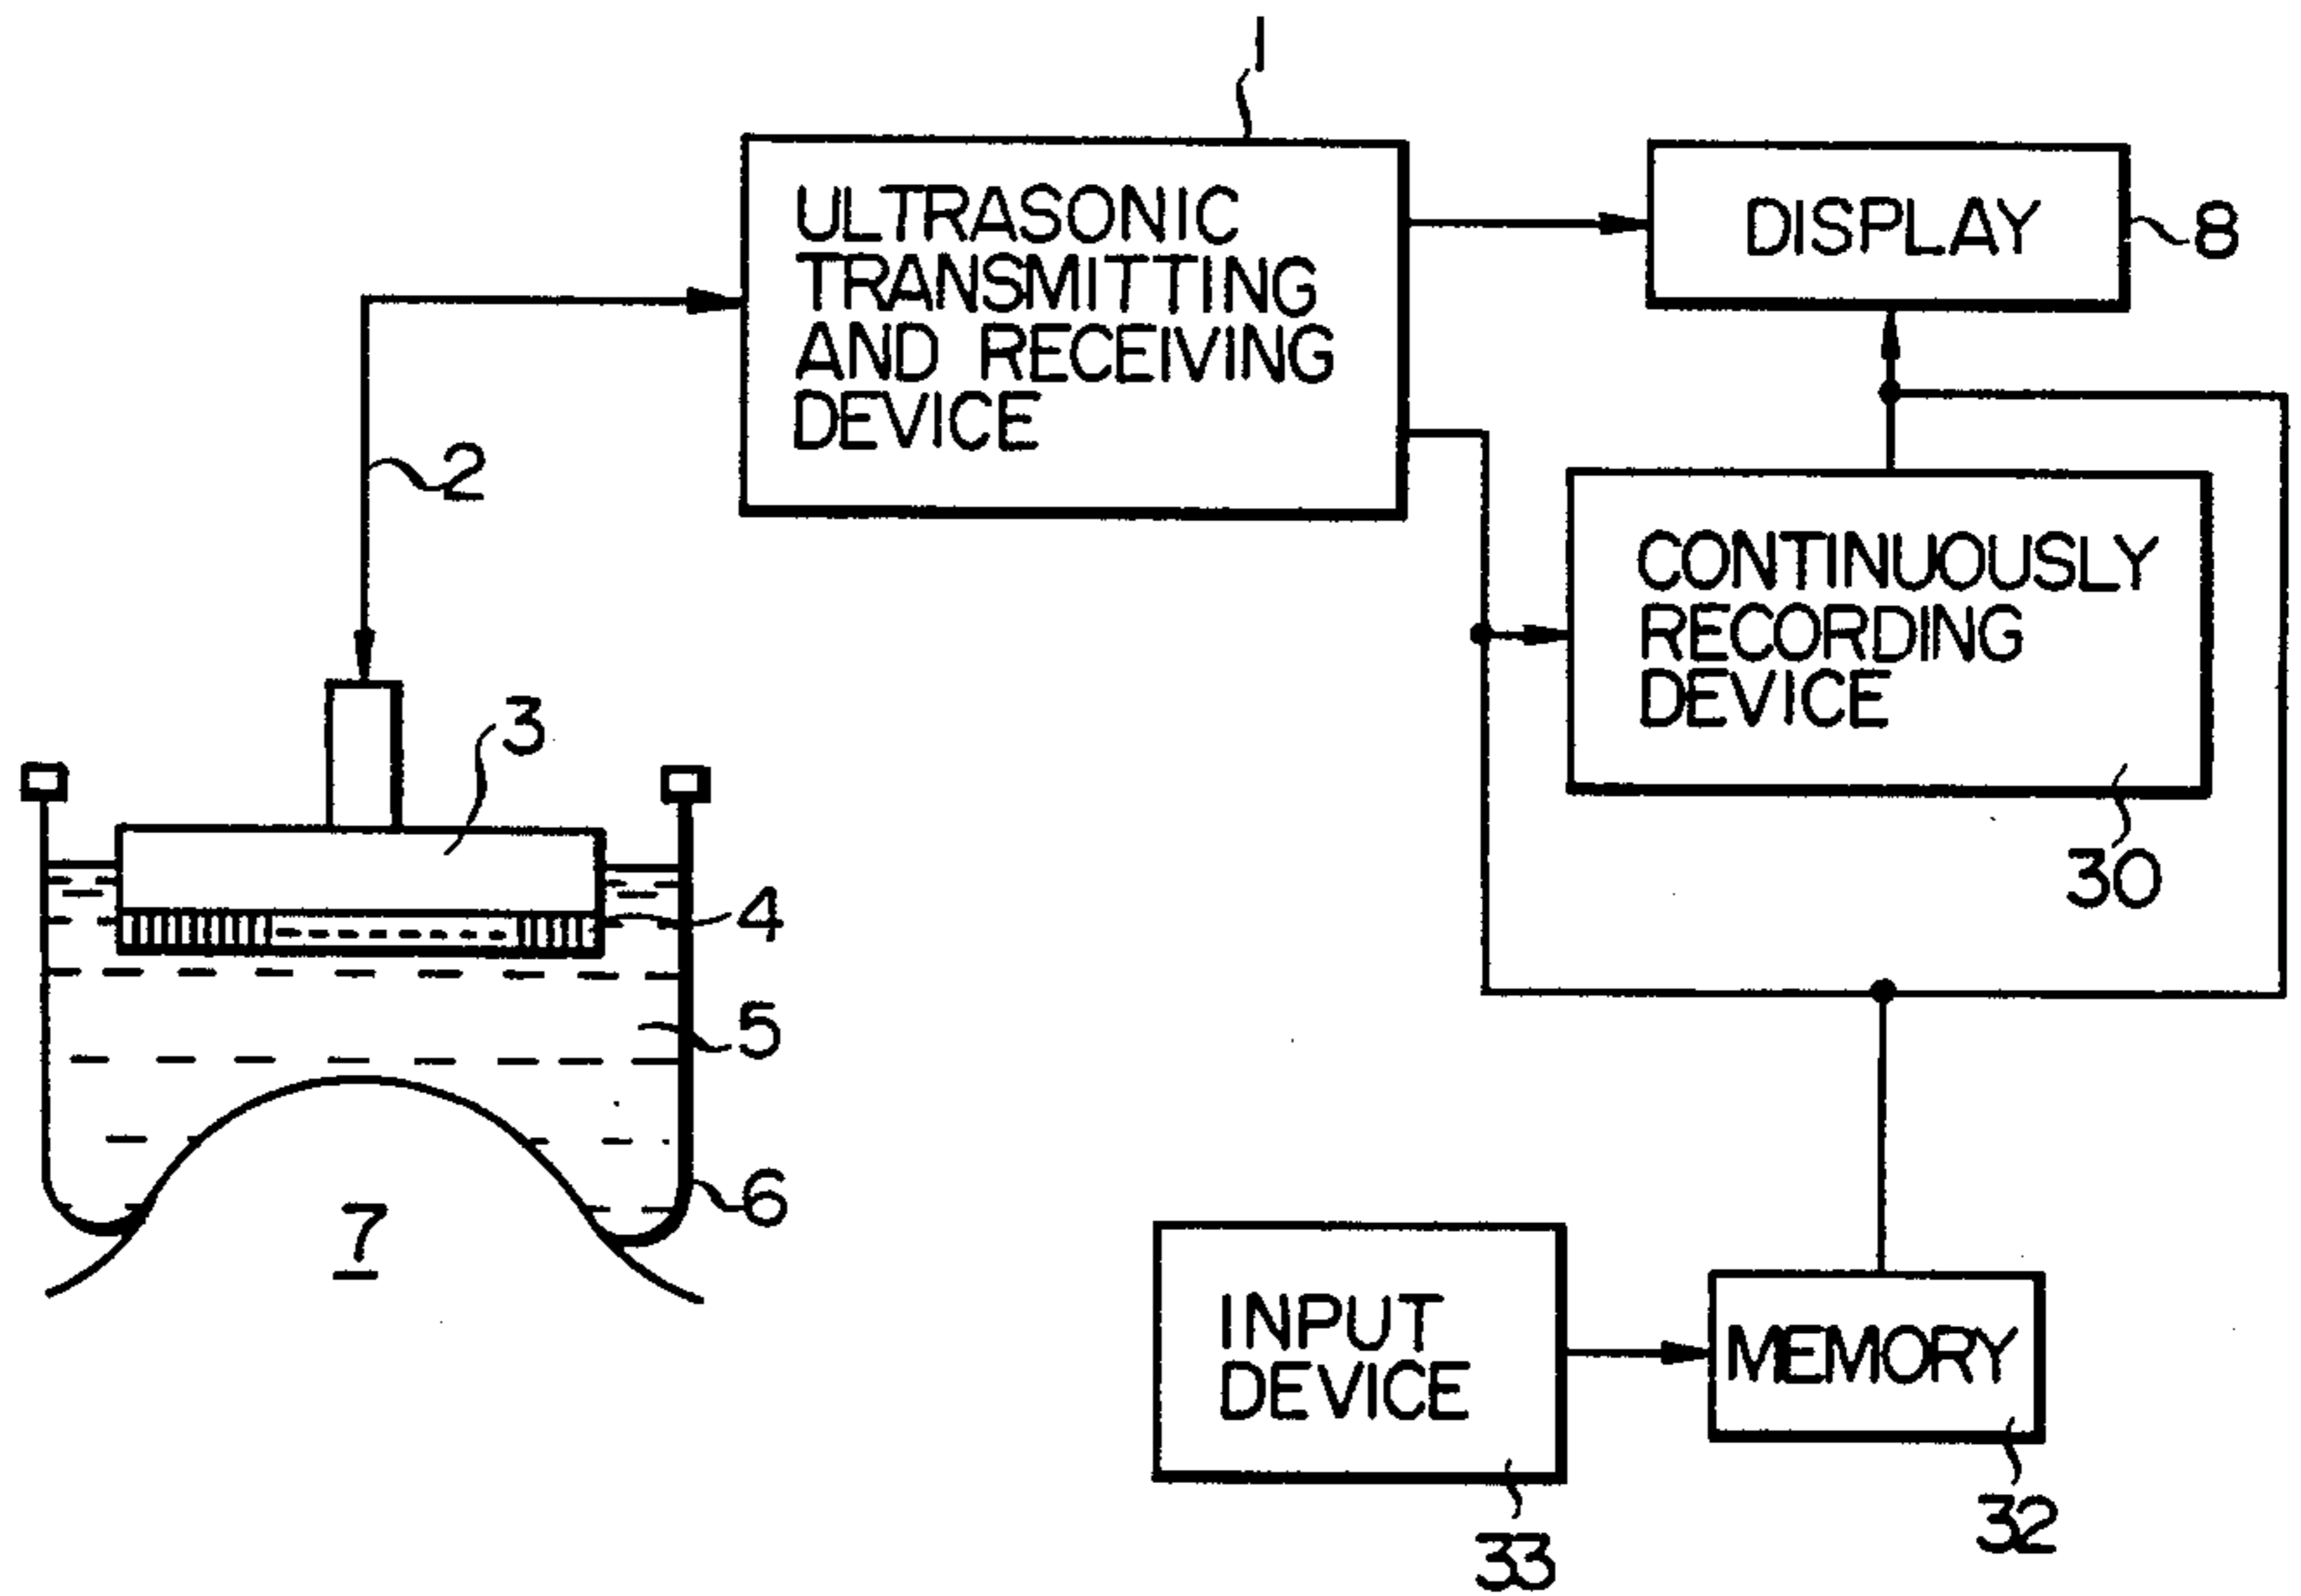 1
ULTRASONIC
TRANSMITTING
AND RECEIVING
DEVICE
DISPLAY
8
2
CONTINUOUSLY
RECORDING
DEVICE
3
30
4
5
6
7
INPUT
DEVICE
MEMORY
32
33